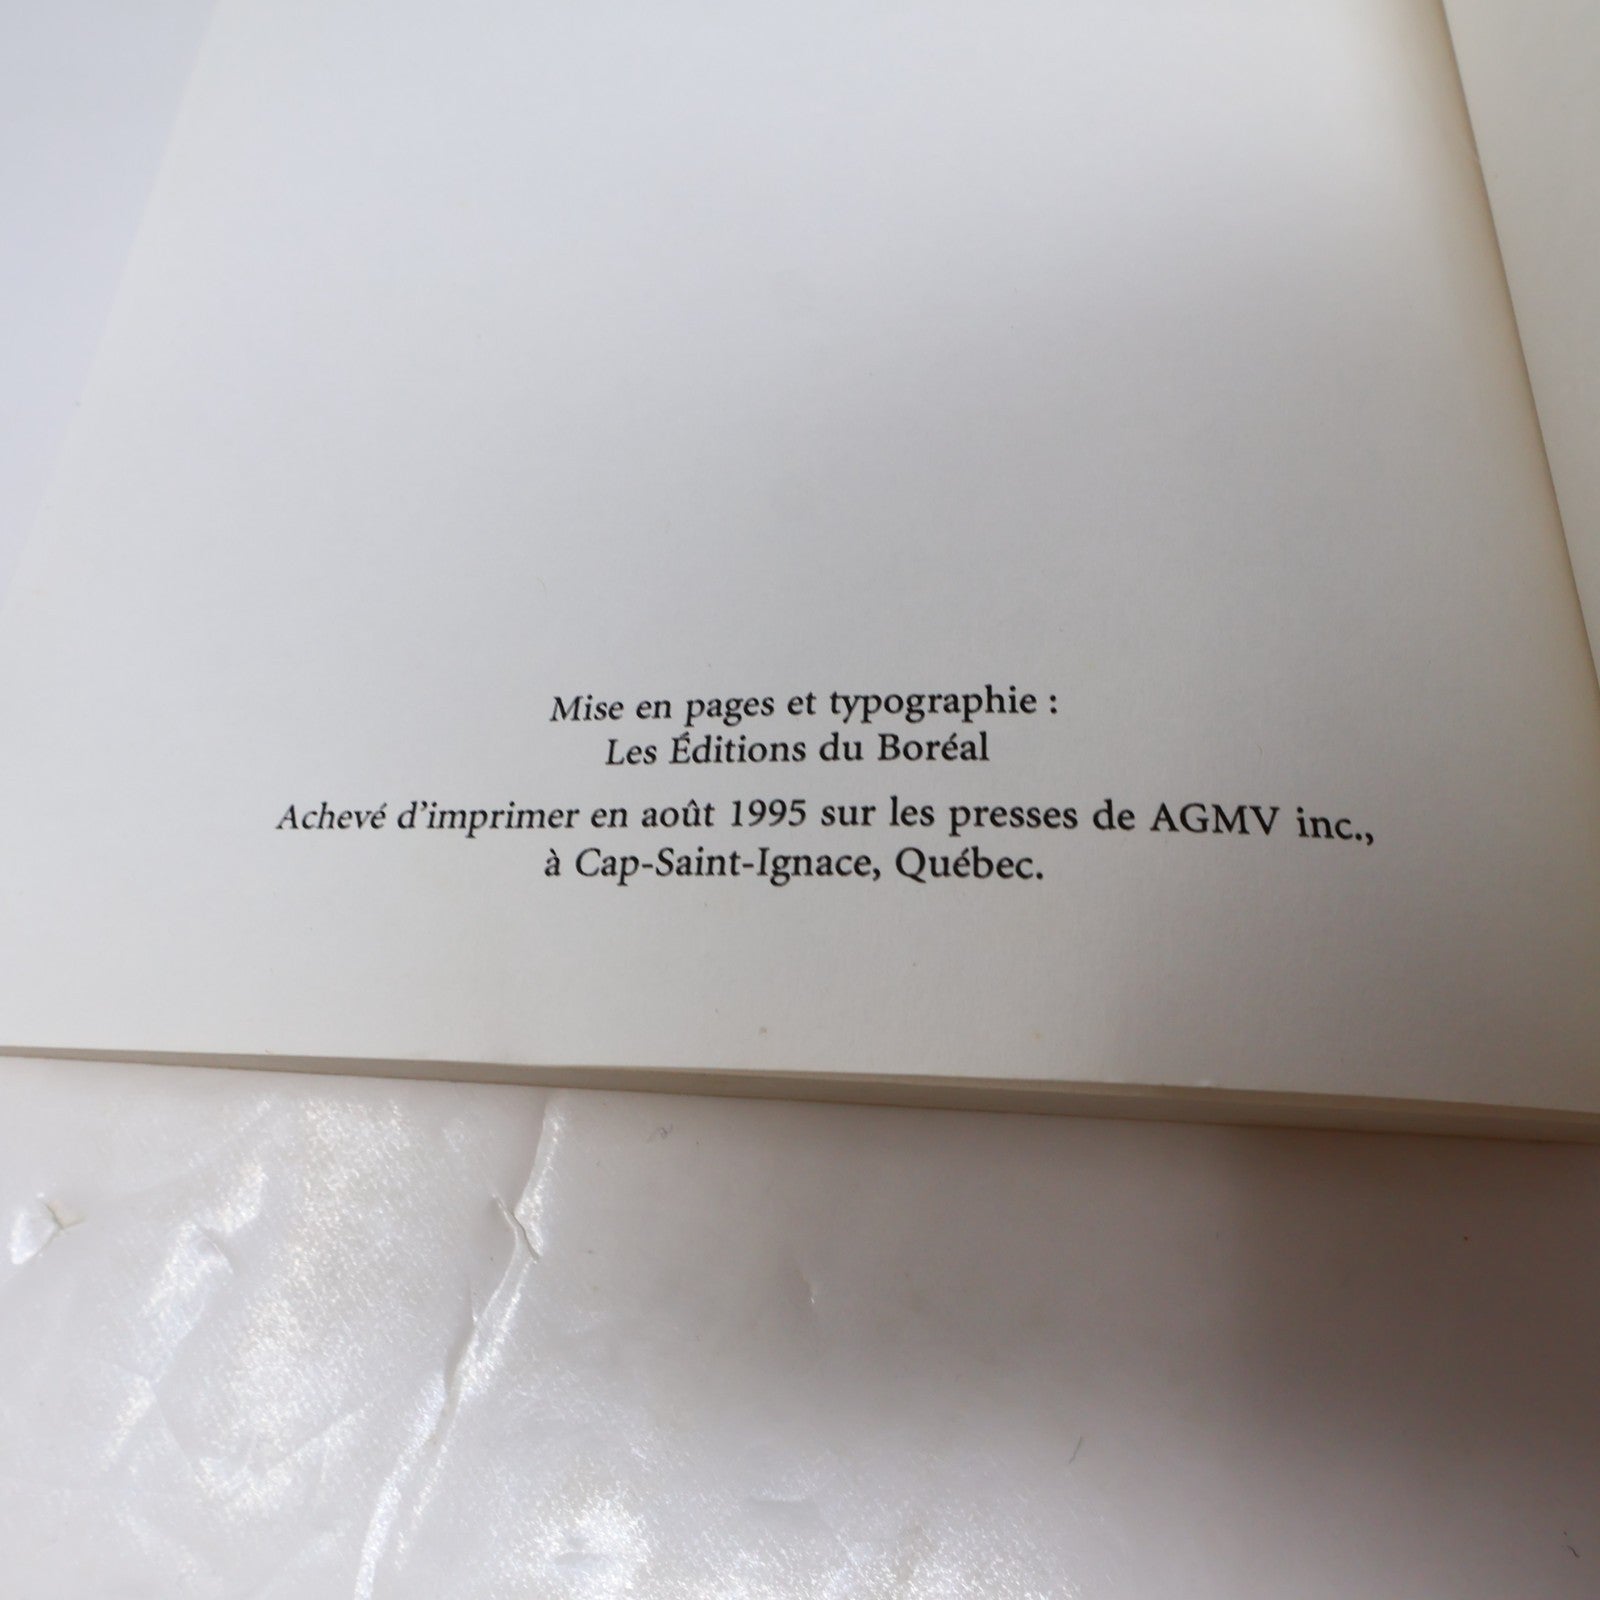 Mise en pages et typographie :
Les Éditions du Boréal
Achevé d'imprimer en août 1995 sur les presses de AGMV inc.,
à Cap-Saint-Ignace, Québec.